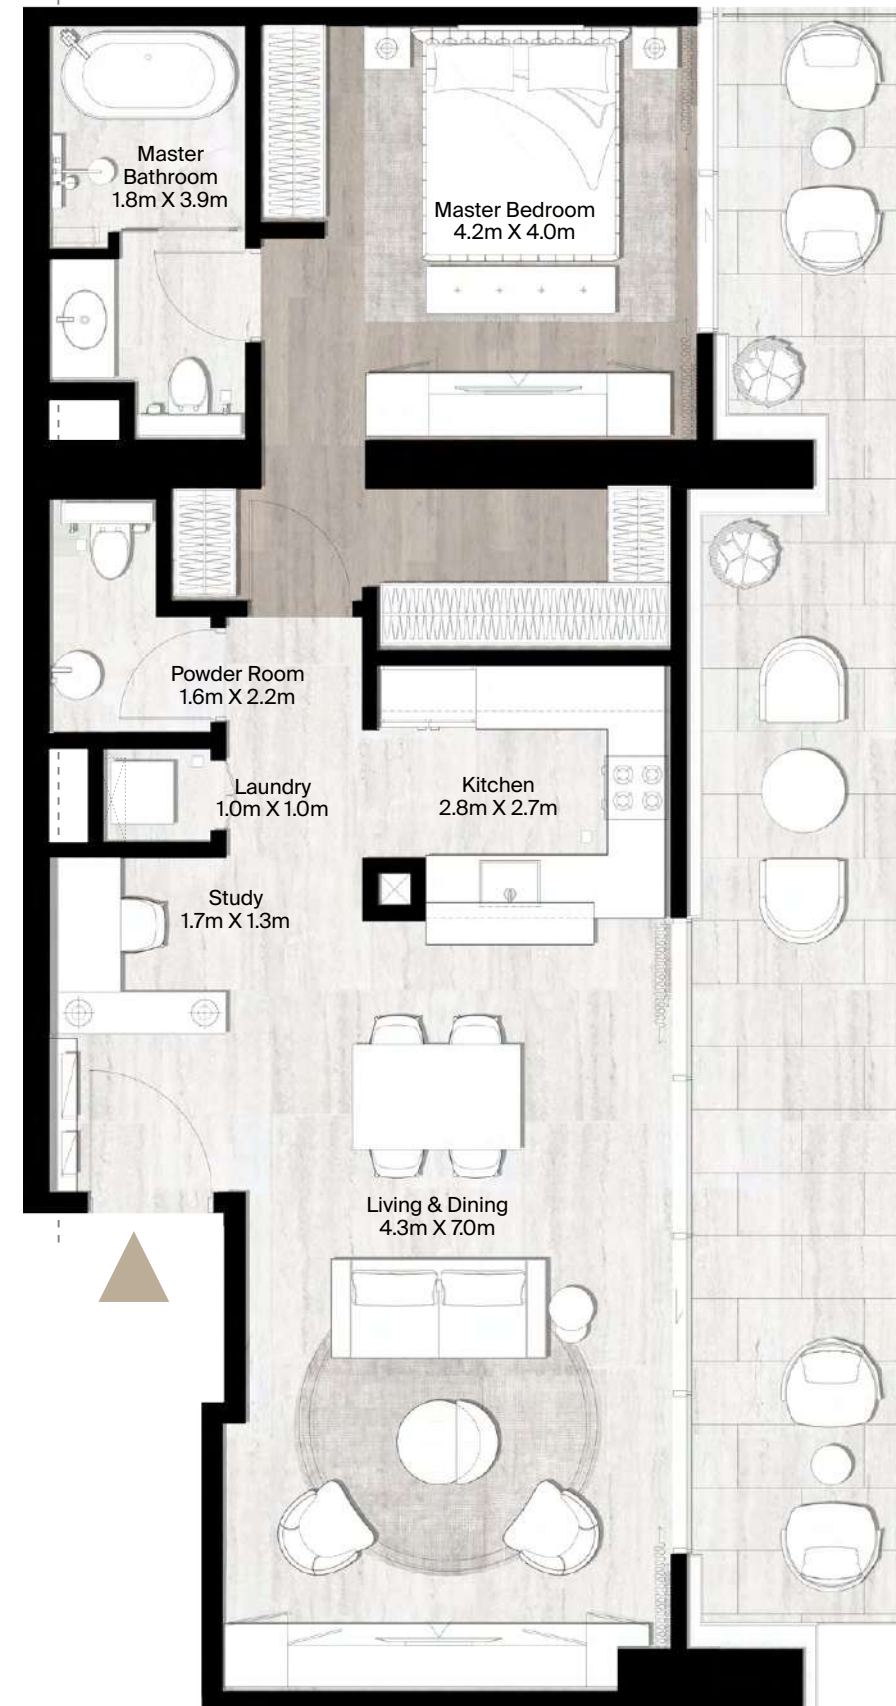 Master
Bathroom
1.8m X 3.9m
Master Bedroom
4.2m X 4.0m
Powder Room
1.6m X 2.2m
Laundry
1.0m X 1.0m
Kitchen
2.8m X 2.7m
Study
1.7m X 1.3m
Living & Dining
4.3m X 7.0m